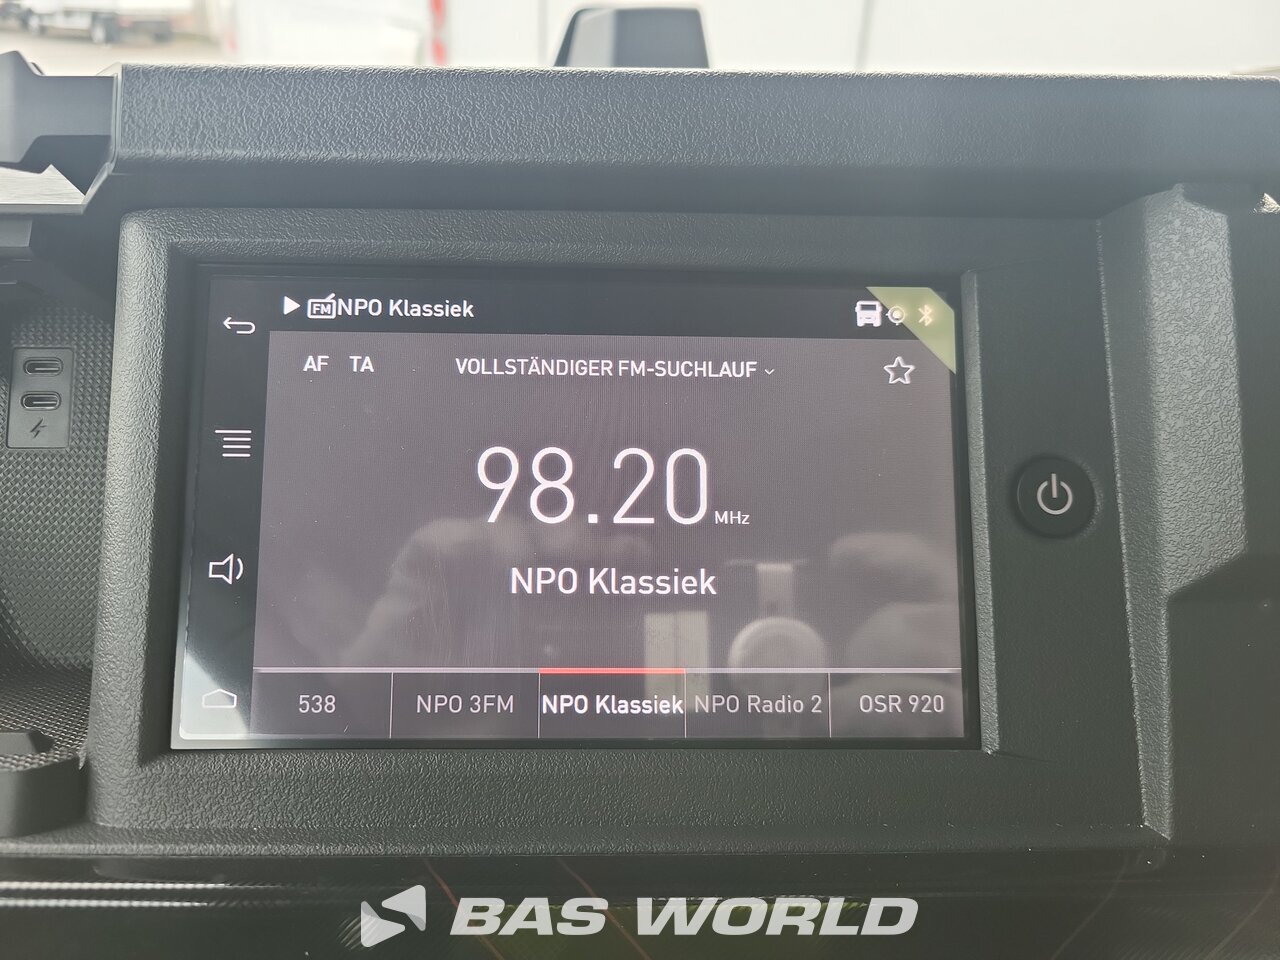 FM NPO Klassiek
AF TA VOLLSTÄNDIGER FM-SUCHLAUF
98.20 MHz
NPO Klassiek
538 NPO 3FM NPO Klassiek NPO Radio 2 OSR 920
BAS WORLD